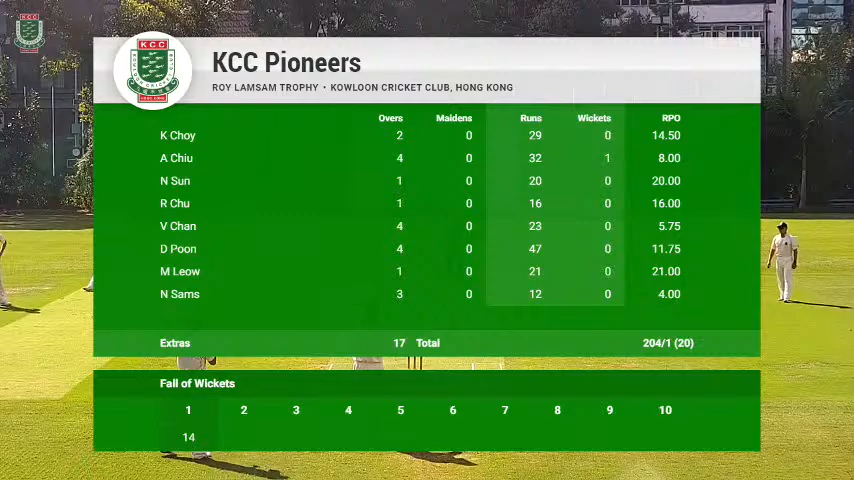 KCC
KCC
KCC Pioneers
ROY LAMSAM TROPHY • KOWLOON CRICKET CLUB, HONG KONG
Overs Maidens Runs Wickets RPO
K Choy 2 0 29 0 14.50
A Chiu 4 0 32 1 8.00
N Sun 1 0 20 0 20.00
R Chu 1 0 16 0 16.00
V Chan 4 0 23 0 5.75
D Poon 4 0 47 0 11.75
M Leow 1 0 21 0 21.00
N Sams 3 0 12 0 4.00
Extras 17 Total 204/1 (20)
Fall of Wickets
1 2 3 4 5 6 7 8 9 10
14